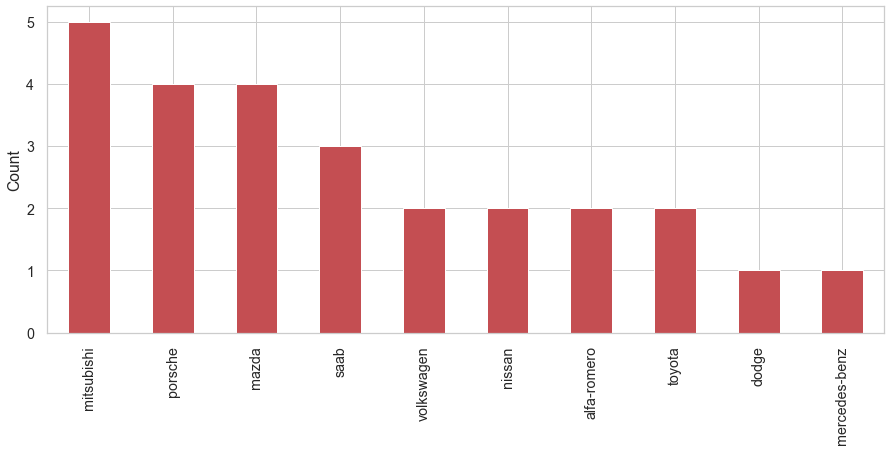 5
4
3
2
1
0
Count
mitsubishi
porsche
mazda
saab
volkswagen
nissan
alfa-romero
toyota
dodge
mercedes-benz